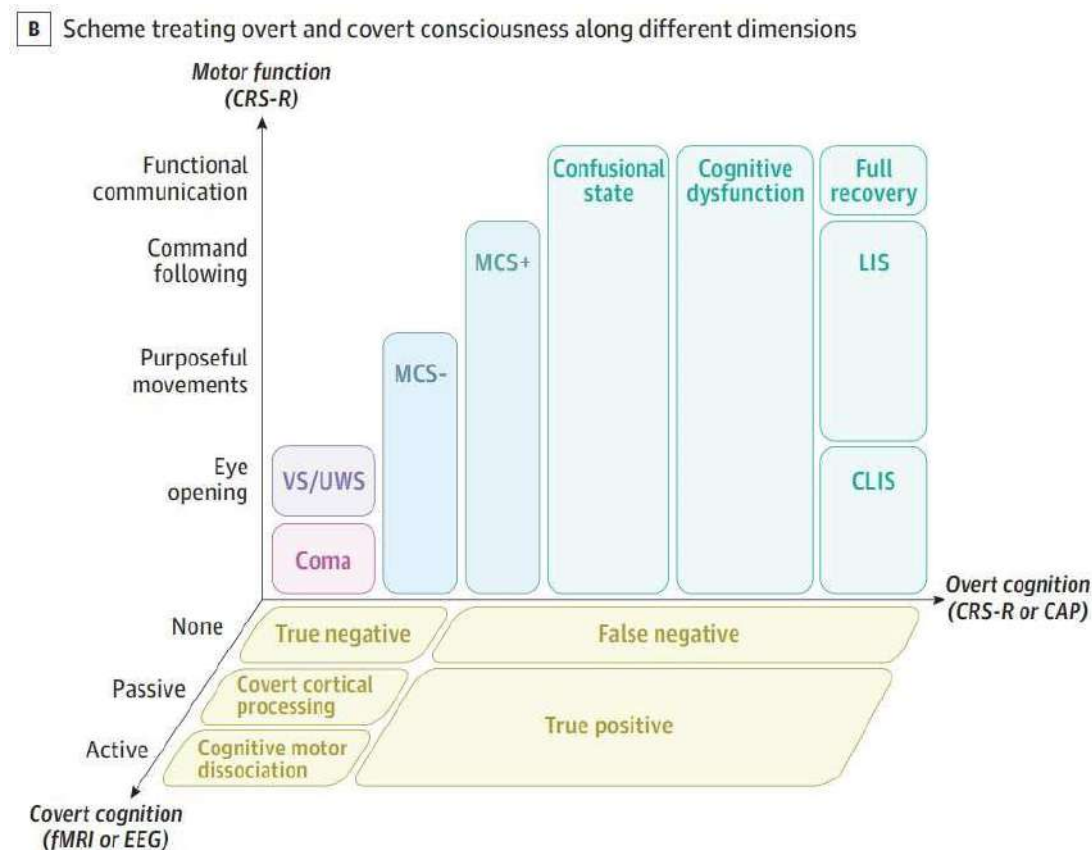 B Scheme treating overt and covert consciousness along different dimensions
Motor function
(CRS-R)
Functional
communication
Command
following
Purposeful
movements
Eye
opening
Confusional
state
Cognitive
dysfunction
Full
recovery
MCS+
LIS
MCS-
VS/UWS
CLIS
Coma
Overt cognition
(CRS-R or CAP)
None
True negative
False negative
Passive
Covert cortical
processing
True positive
Active
Cognitive motor
dissociation
Covert cognition
(fMRI or EEG)